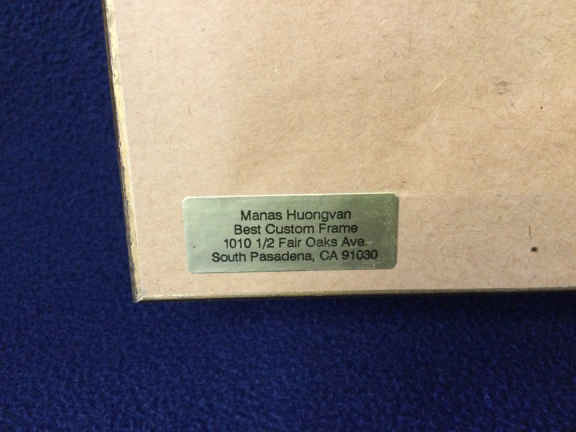 Manas Huongvan
Best Custom Frame
1010 1/2 Fair Oaks Ave.
South Pasadena, CA 91030